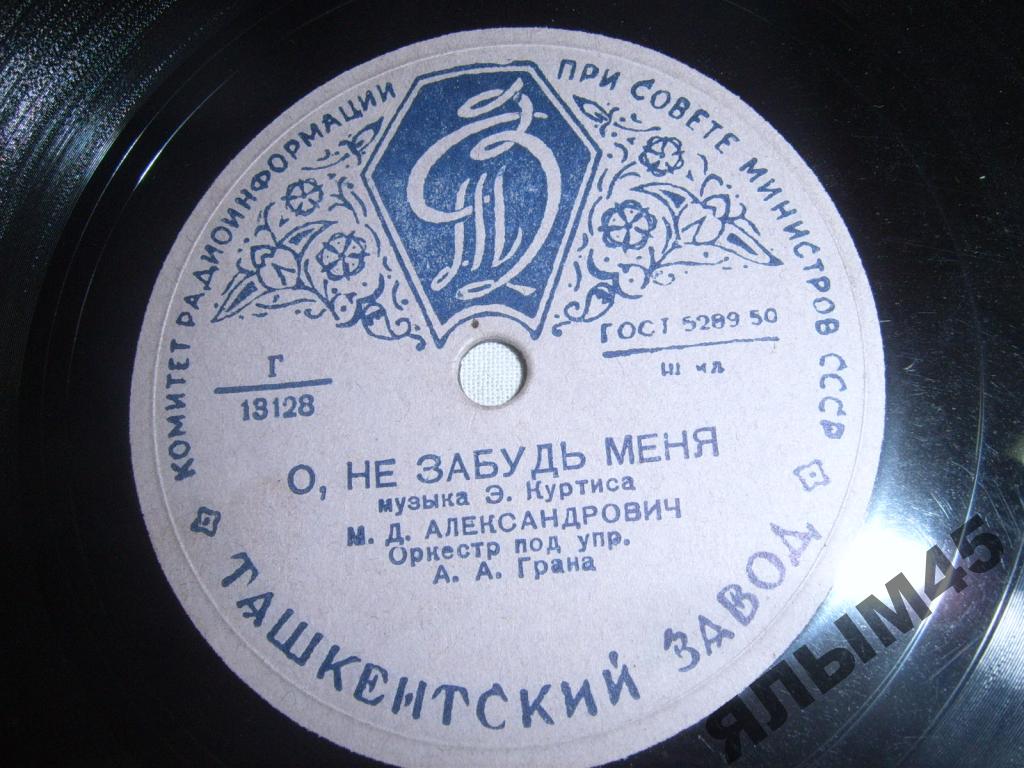 КОМИТЕТ РАДИОИНФОРМАЦИИ ПРИ СОВЕТЕ МИНИСТРОВ СССР
ГОСТ 5289 50
Г
13128
О, НЕ ЗАБУДЬ МЕНЯ
музыка Э. Куртиса
М. Д. АЛЕКСАНДРОВИЧ
Оркестр под упр.
А. А. Грана
ТАШКЕНТСКИЙ ЗАВОД
ЯЛЫМ45